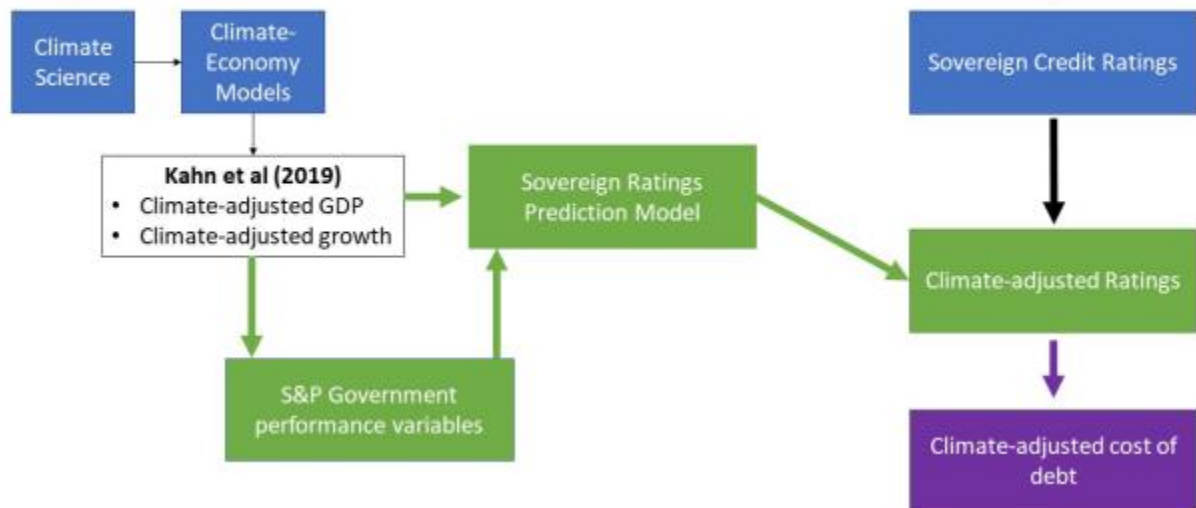 Climate
Science
Climate-
Economy
Models
Sovereign Credit Ratings
Kahn et al (2019)
• Climate-adjusted GDP
• Climate-adjusted growth
Sovereign Ratings
Prediction Model
Climate-adjusted Ratings
S&P Government
performance variables
Climate-adjusted cost of
debt